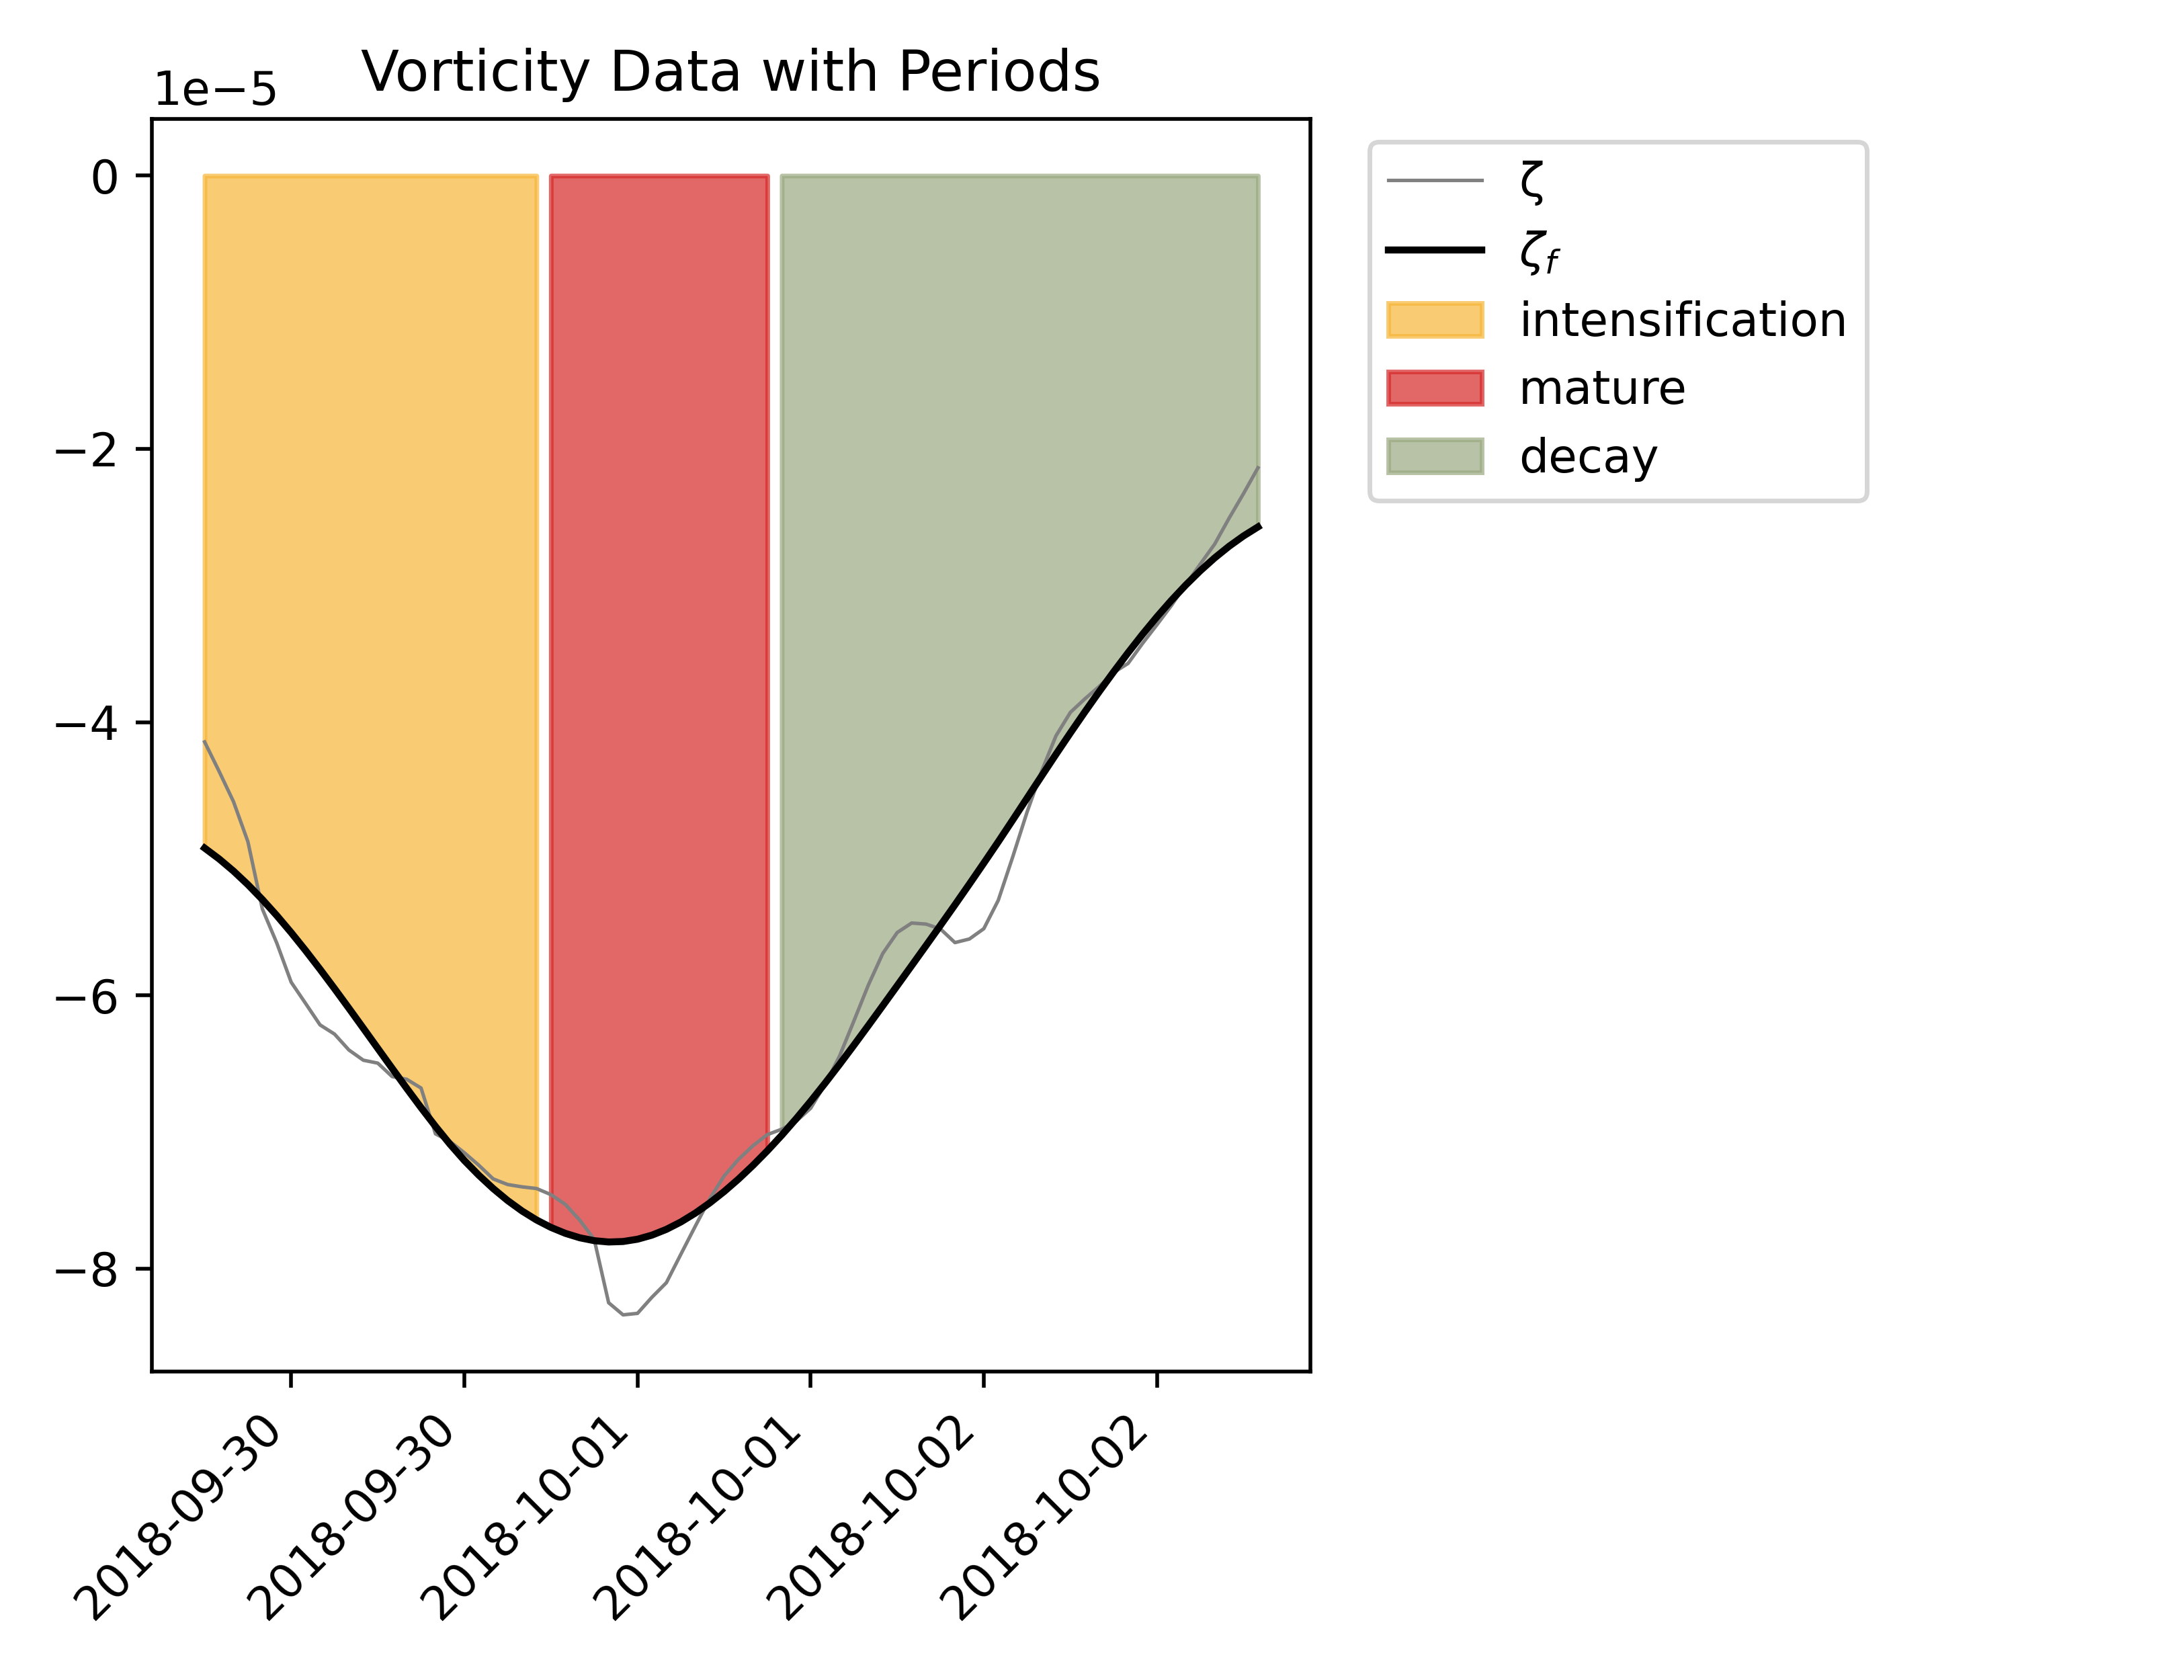 Vorticity Data with Periods
1e−5
0
−2
−4
−6
−8
2018-09-30
2018-09-30
2018-10-01
2018-10-01
2018-10-02
2018-10-02
ζ
ζf
intensification
mature
decay